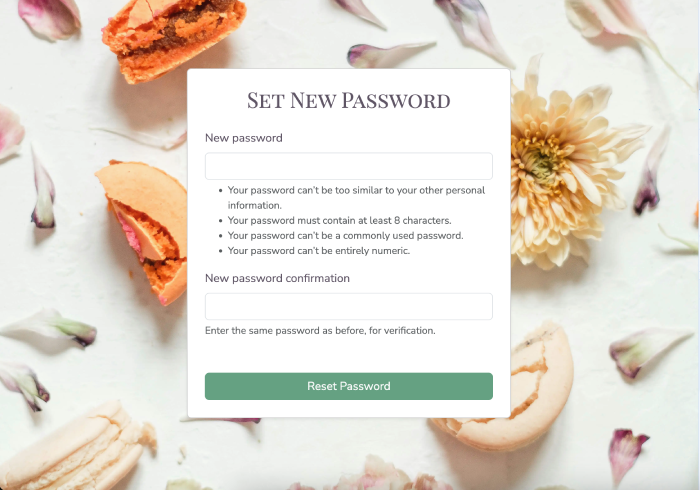 Set New Password
New password
• Your password can't be too similar to your other personal
information.
• Your password must contain at least 8 characters.
• Your password can't be a commonly used password.
• Your password can't be entirely numeric.
New password confirmation
Enter the same password as before, for verification.
Reset Password